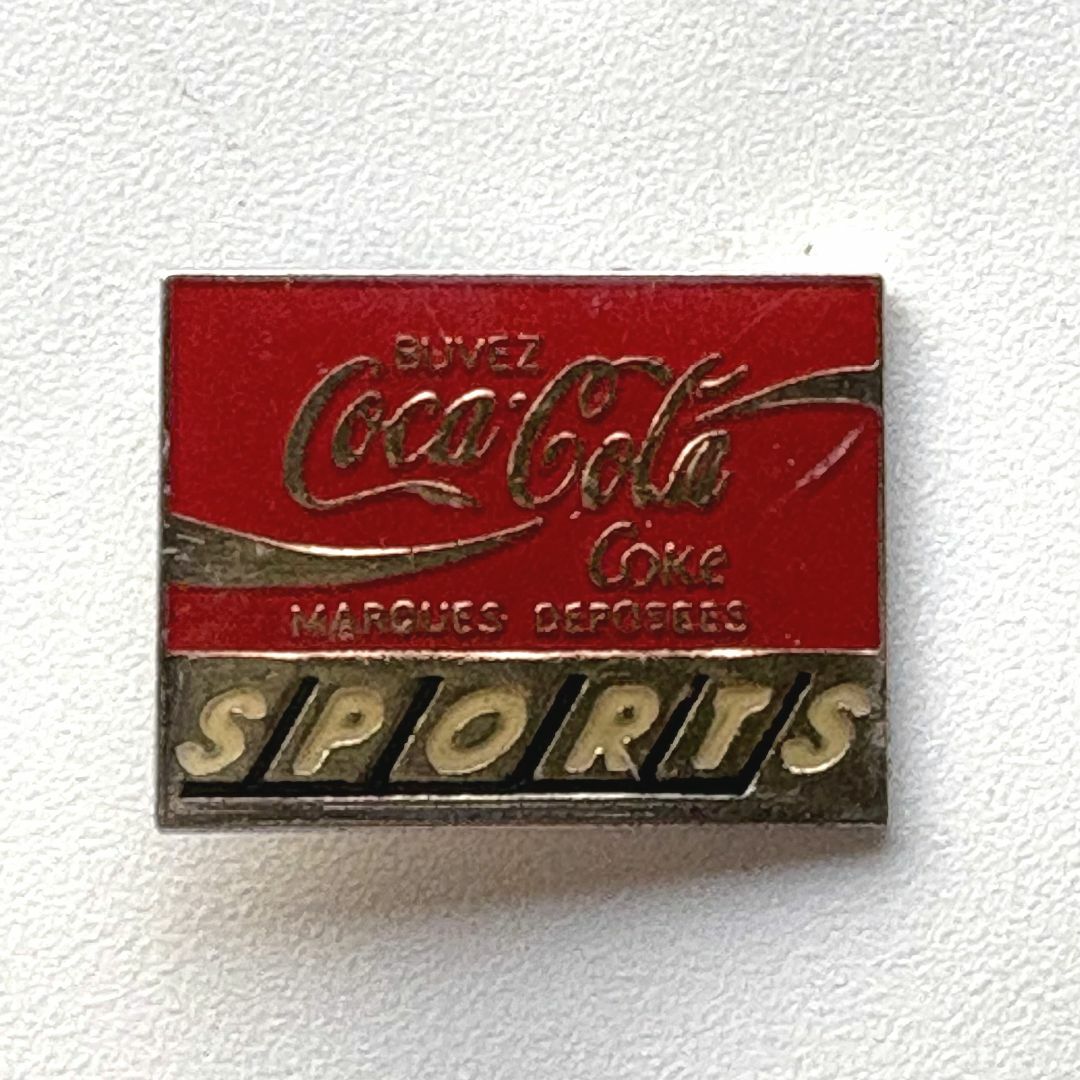 BUVEZ
Coca-Cola
Coke
MARQUES DEPOSEES
SPORTS